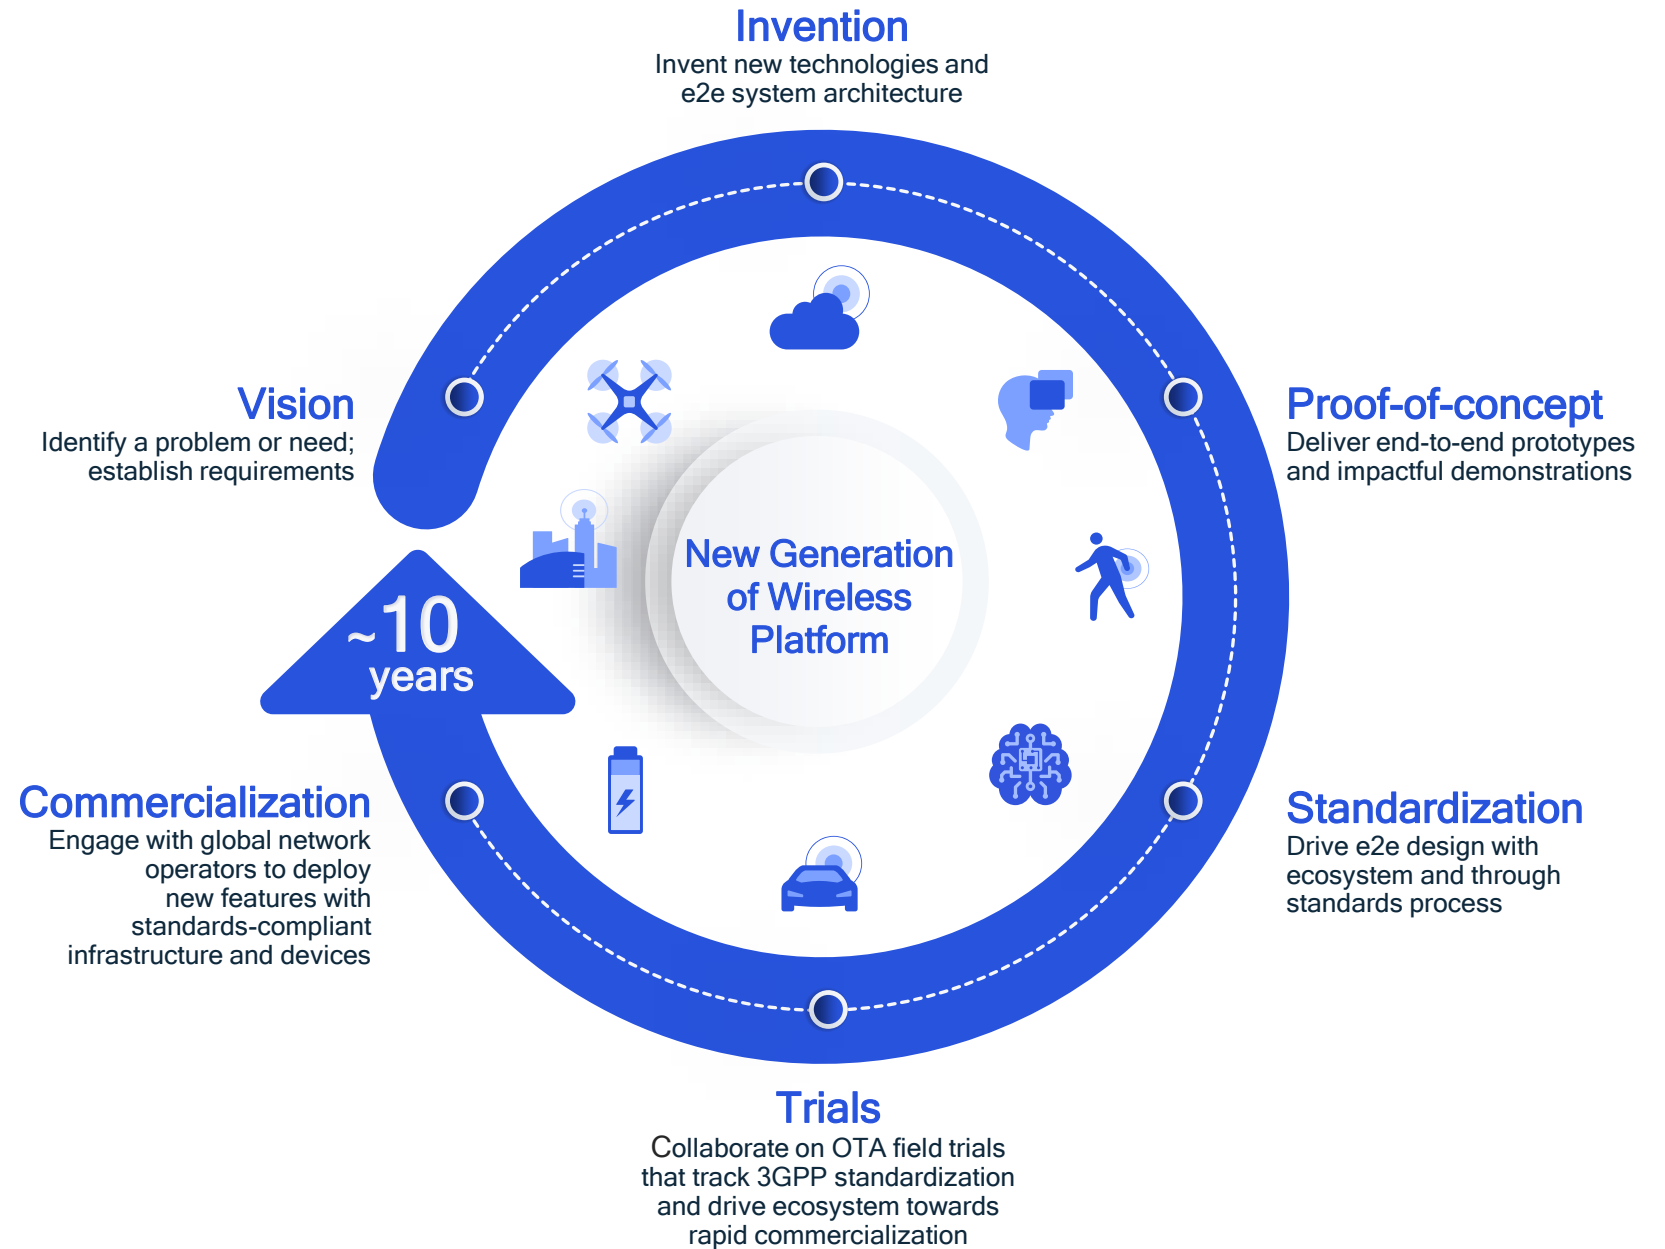 Invention
Invent new technologies and
e2e system architecture
Vision
Identify a problem or need;
establish requirements
Proof-of-concept
Deliver end-to-end prototypes
and impactful demonstrations
New Generation
of Wireless
Platform
~10
years
Commercialization
Engage with global network
operators to deploy
new features with
standards-compliant
infrastructure and devices
Standardization
Drive e2e design with
ecosystem and through
standards process
Trials
Collaborate on OTA field trials
that track 3GPP standardization
and drive ecosystem towards
rapid commercialization